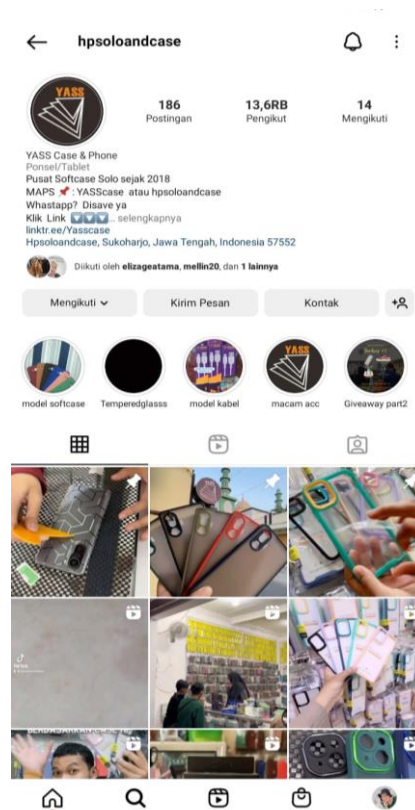 hpsoloandcase
YASS
186
Postingan
13,6RB
Pengikut
14
Mengikuti
YASS Case & Phone
Ponsel/Tablet
Pusat Softcase Solo sejak 2018
MAPS 📌 : YASScase atau hpsoloandcase
Whastapp? Disave ya
Klik Link 🔽🔽🔽... selengkapnya
linktr.ee/Yasscase
Hpsoloandcase, Sukoharjo, Jawa Tengah, Indonesia 57552
Diikuti oleh elizageatama, mellin20, dan 1 lainnya
Mengikuti
Kirim Pesan
Kontak
YASS
model softcase
Temperedglasss
model kabel
macam acc
Giveaway part2
TikTok